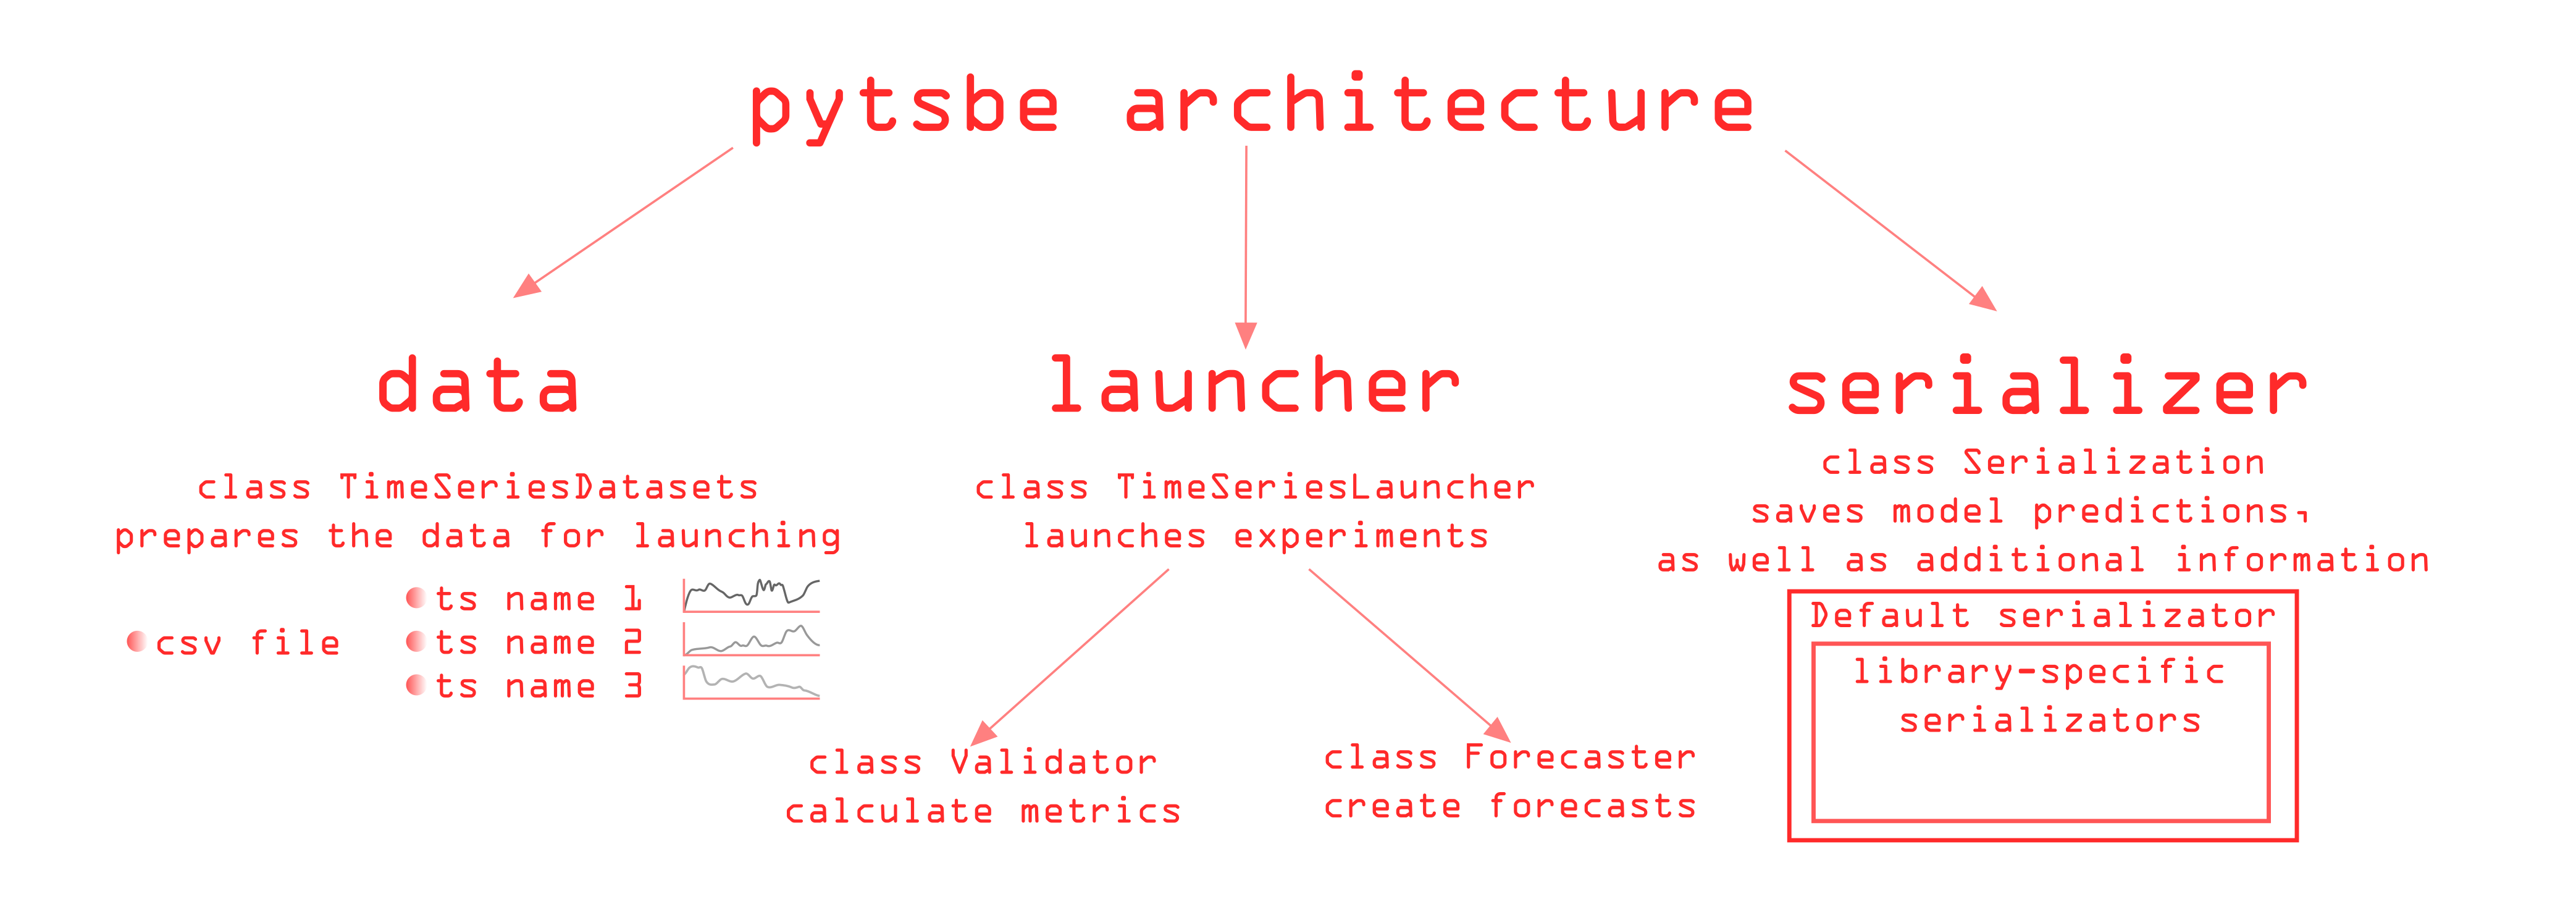 pytsbe architecture
data
class TimeSeriesDatasets
prepares the data for launching
csv file
ts name 1
ts name 2
ts name 3
launcher
class TimeSeriesLauncher
launches experiments
class Validator
calculate metrics
class Forecaster
create forecasts
serializer
class Serialization
saves model predictions,
as well as additional information
Default serializator
library-specific
serializators